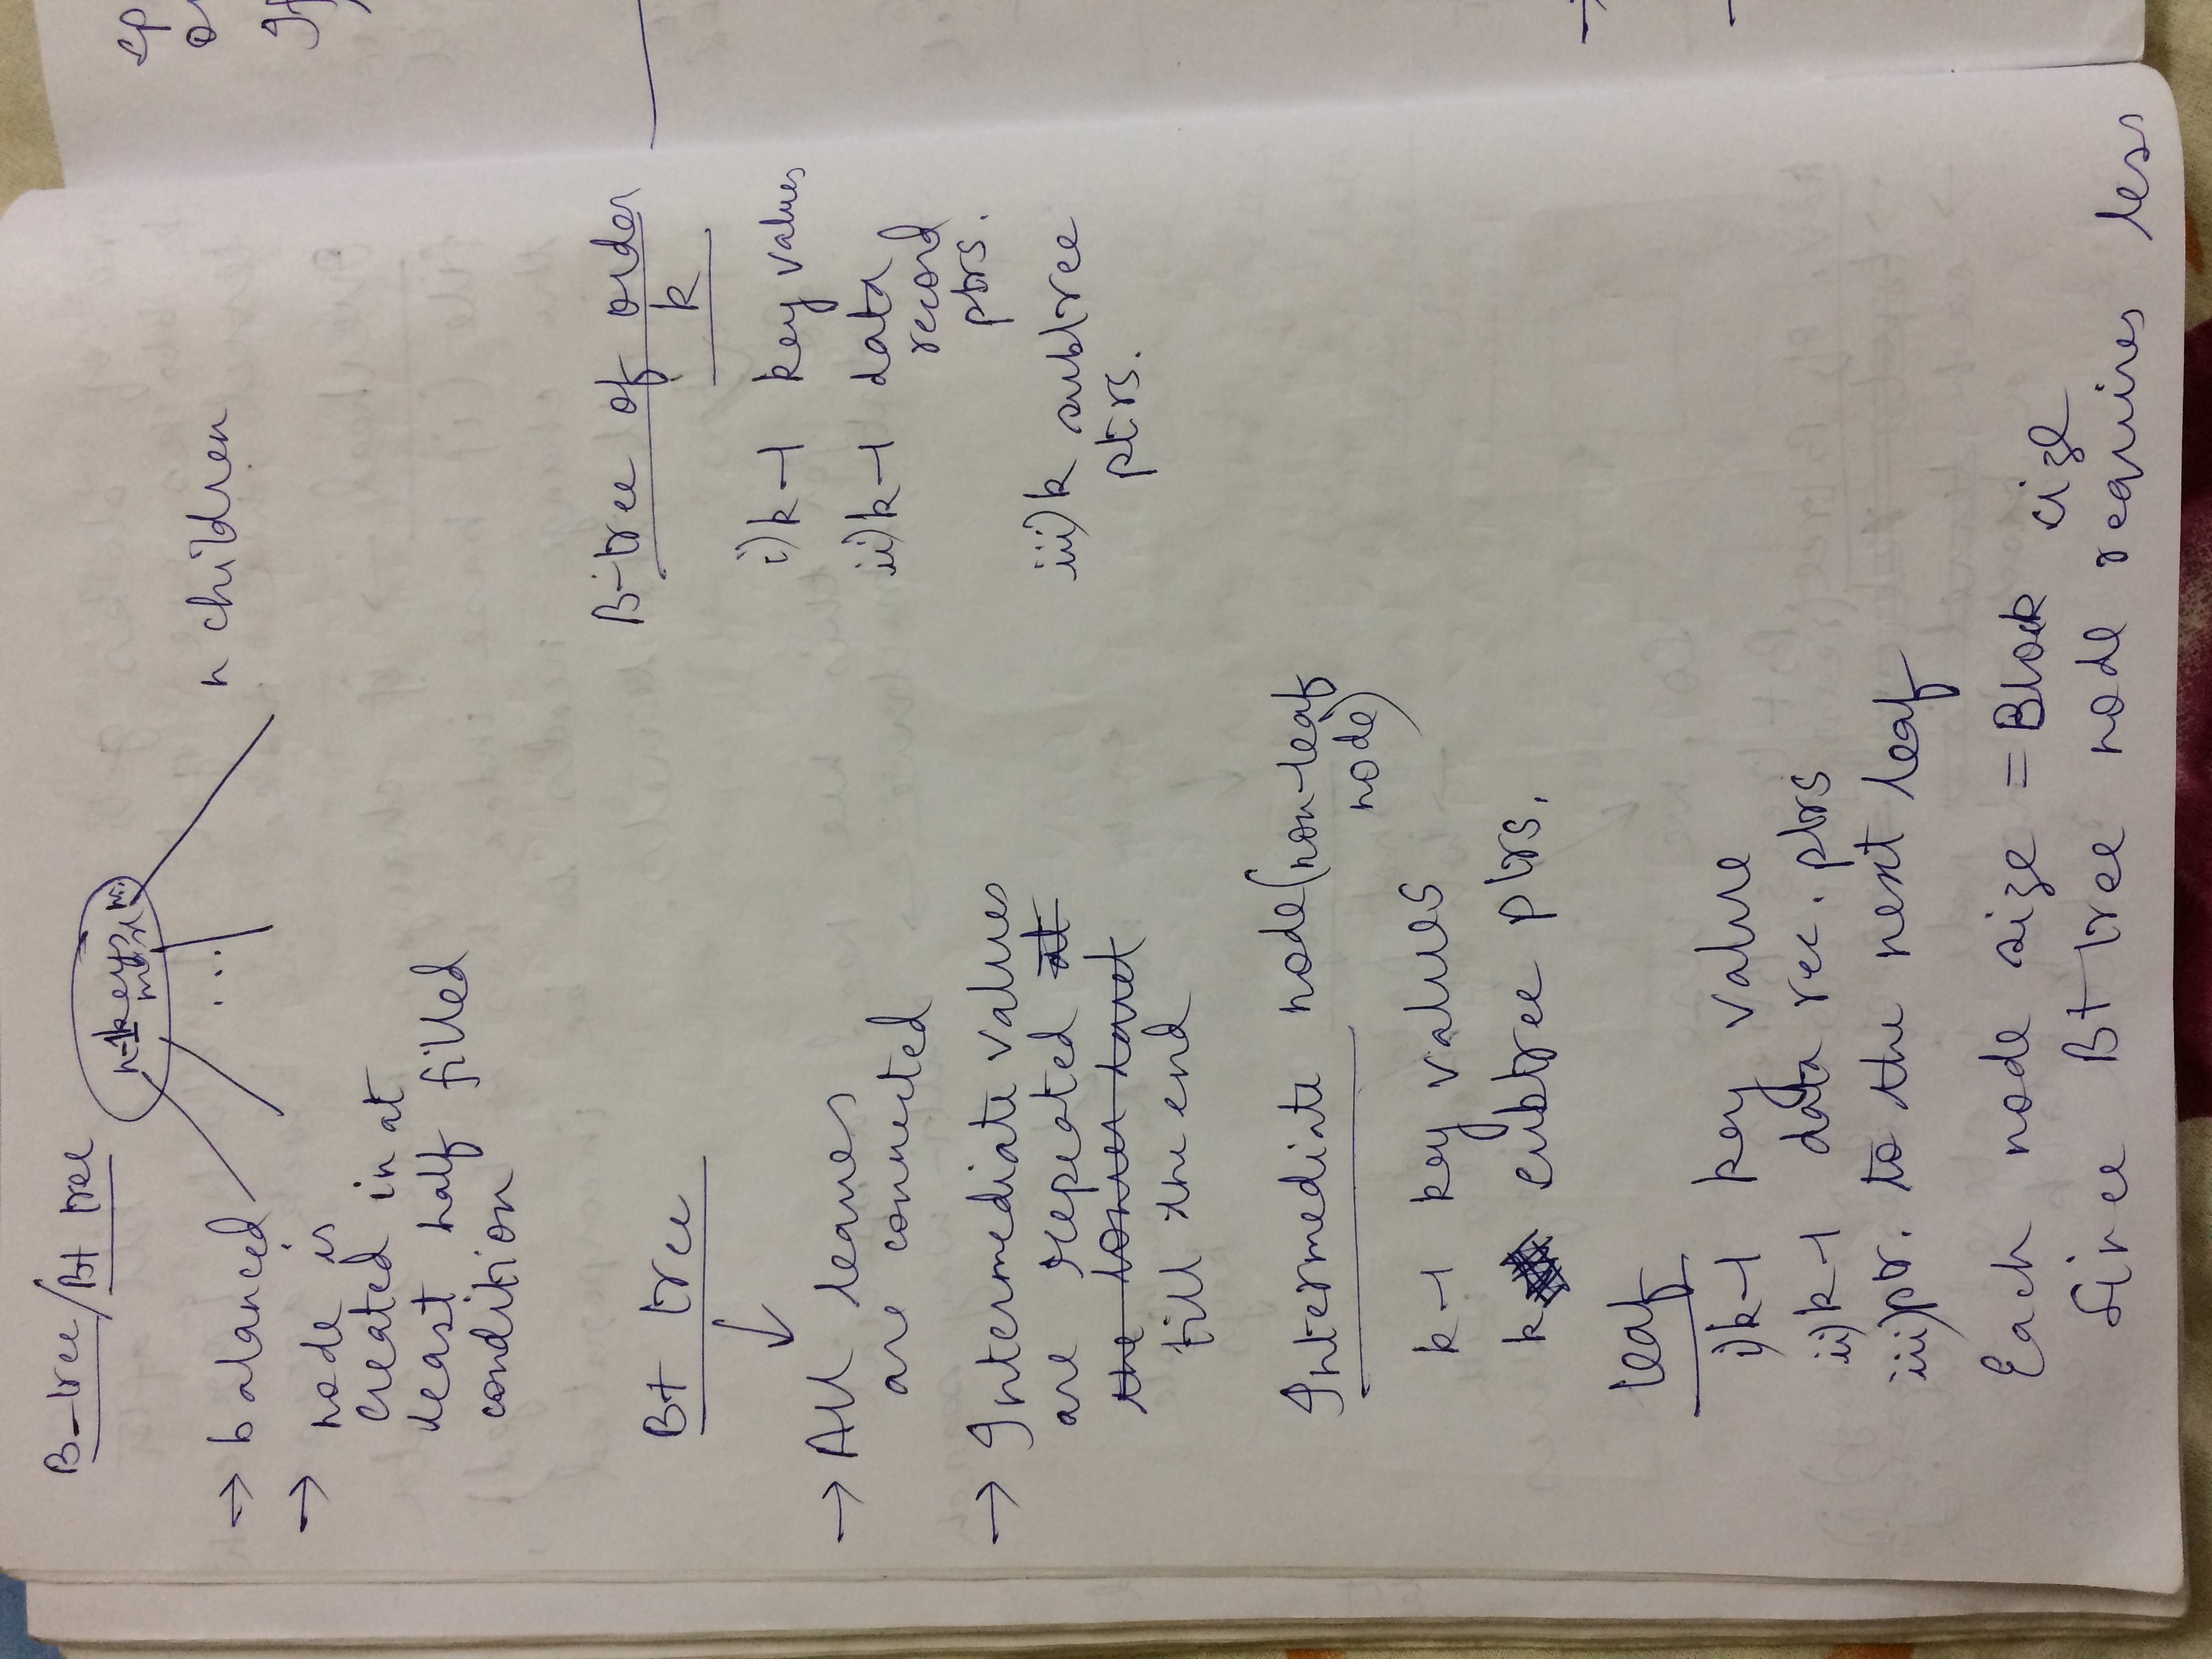 B-tree/B+ tree
n-1 keys
max
n children
...
→ balanced
→ node is
created in at
least half filled
condition
B+ tree
→ All leaves
are connected
→ Intermediate values
are repeated at
the lower level
till the end
B-tree of order
k
i) k-1 key values
ii) k-1 data
record
ptrs.
iii) k subtree
ptrs.
Intermediate node (non-leaf
node)
k-1 key values
k subtree ptrs.
leaf
i) k-1 key value
ii) k-1 data rec. ptrs
iii) ptr. to the next leaf
Each node size = Block size
Since B+ tree node requires less
sp
If